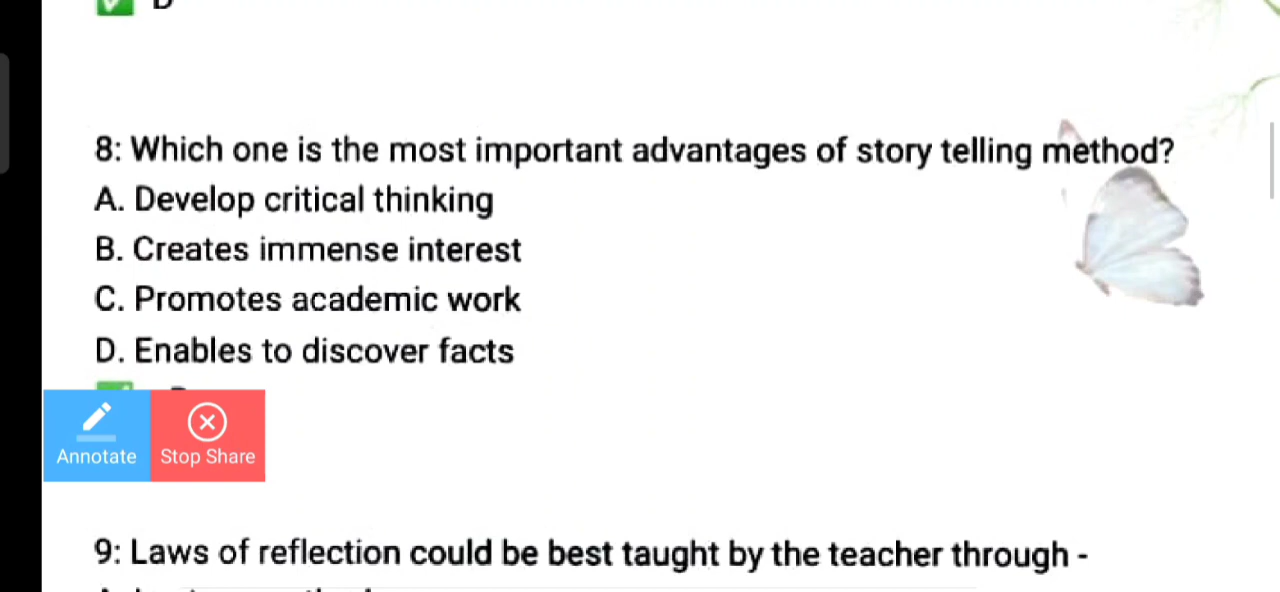 8: Which one is the most important advantages of story telling method?
A. Develop critical thinking
B. Creates immense interest
C. Promotes academic work
D. Enables to discover facts
Annotate Stop Share
9: Laws of reflection could be best taught by the teacher through -